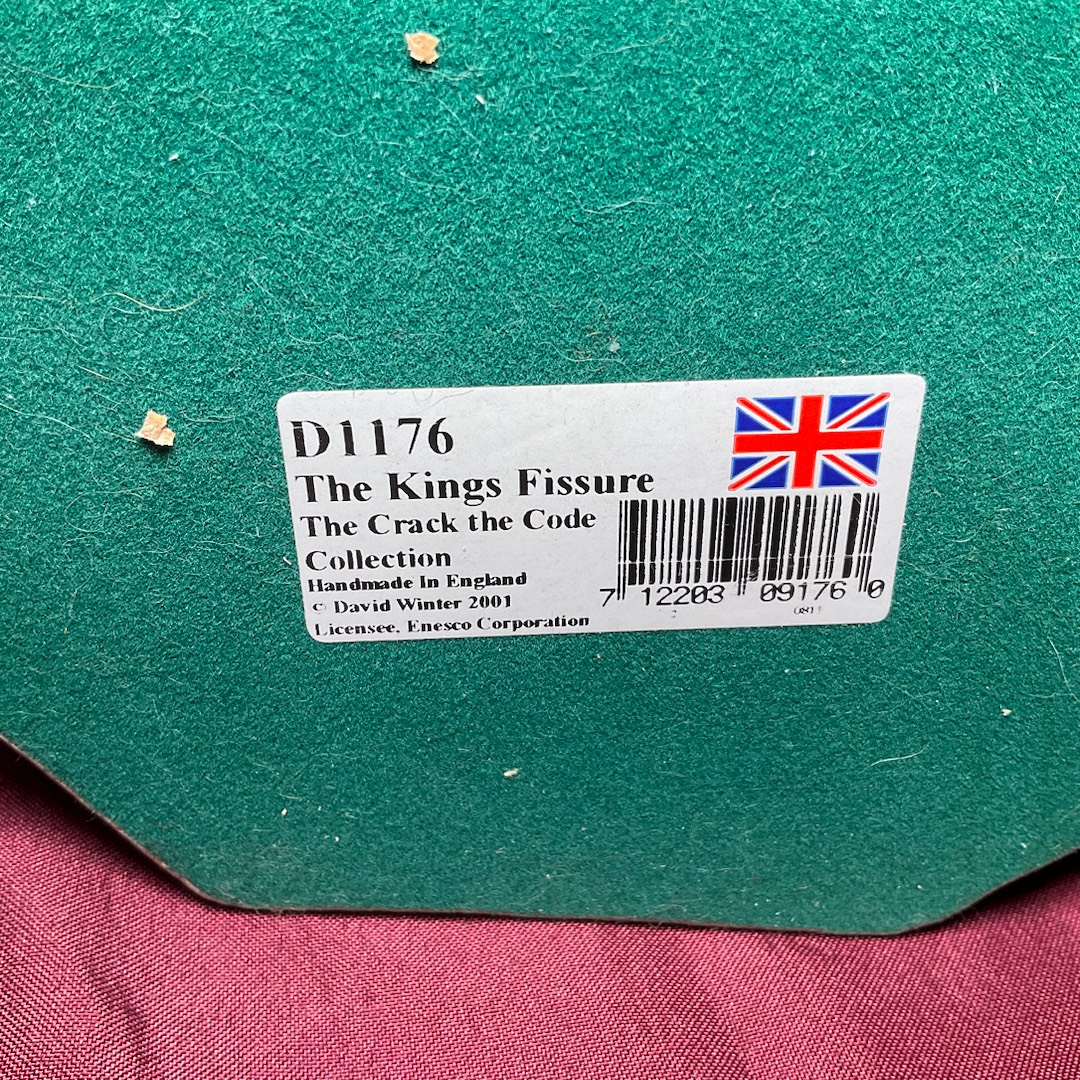 D1176
The Kings Fissure
The Crack the Code
Collection
Handmade In England
© David Winter 2001
Licensee, Enesco Corporation
7 12203 09176 0
2